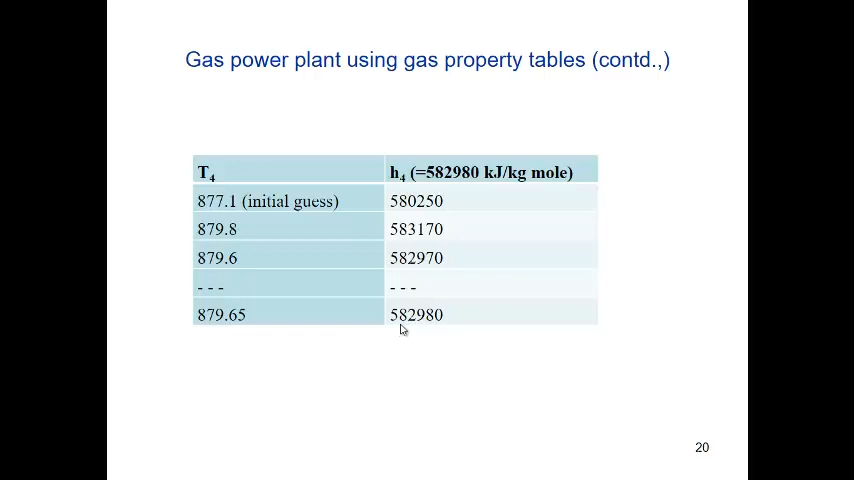 Gas power plant using gas property tables (contd.,)
T4 h4 (=582980 kJ/kg mole)
877.1 (initial guess) 580250
879.8 583170
879.6 582970
- - - - - -
879.65 582980
20